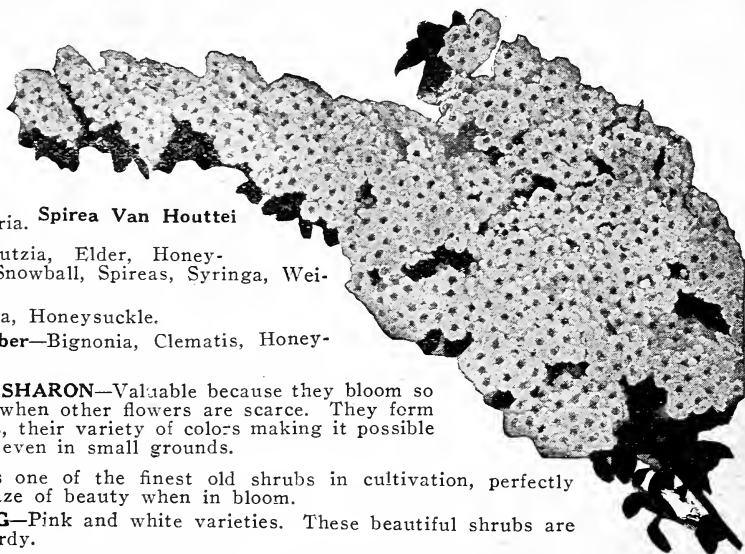 ria. Spirea Van Houttei
utzia, Elder, Honey-
Snowball, Spireas, Syringa, Wei-
a, Honeysuckle.
ber—Bignonia, Clematis, Honey-
SHARON—Valuable because they bloom so
when other flowers are scarce. They form
, their variety of colors making it possible
even in small grounds.
s one of the finest old shrubs in cultivation, perfectly
aze of beauty when in bloom.
G—Pink and white varieties. These beautiful shrubs are
rdy.